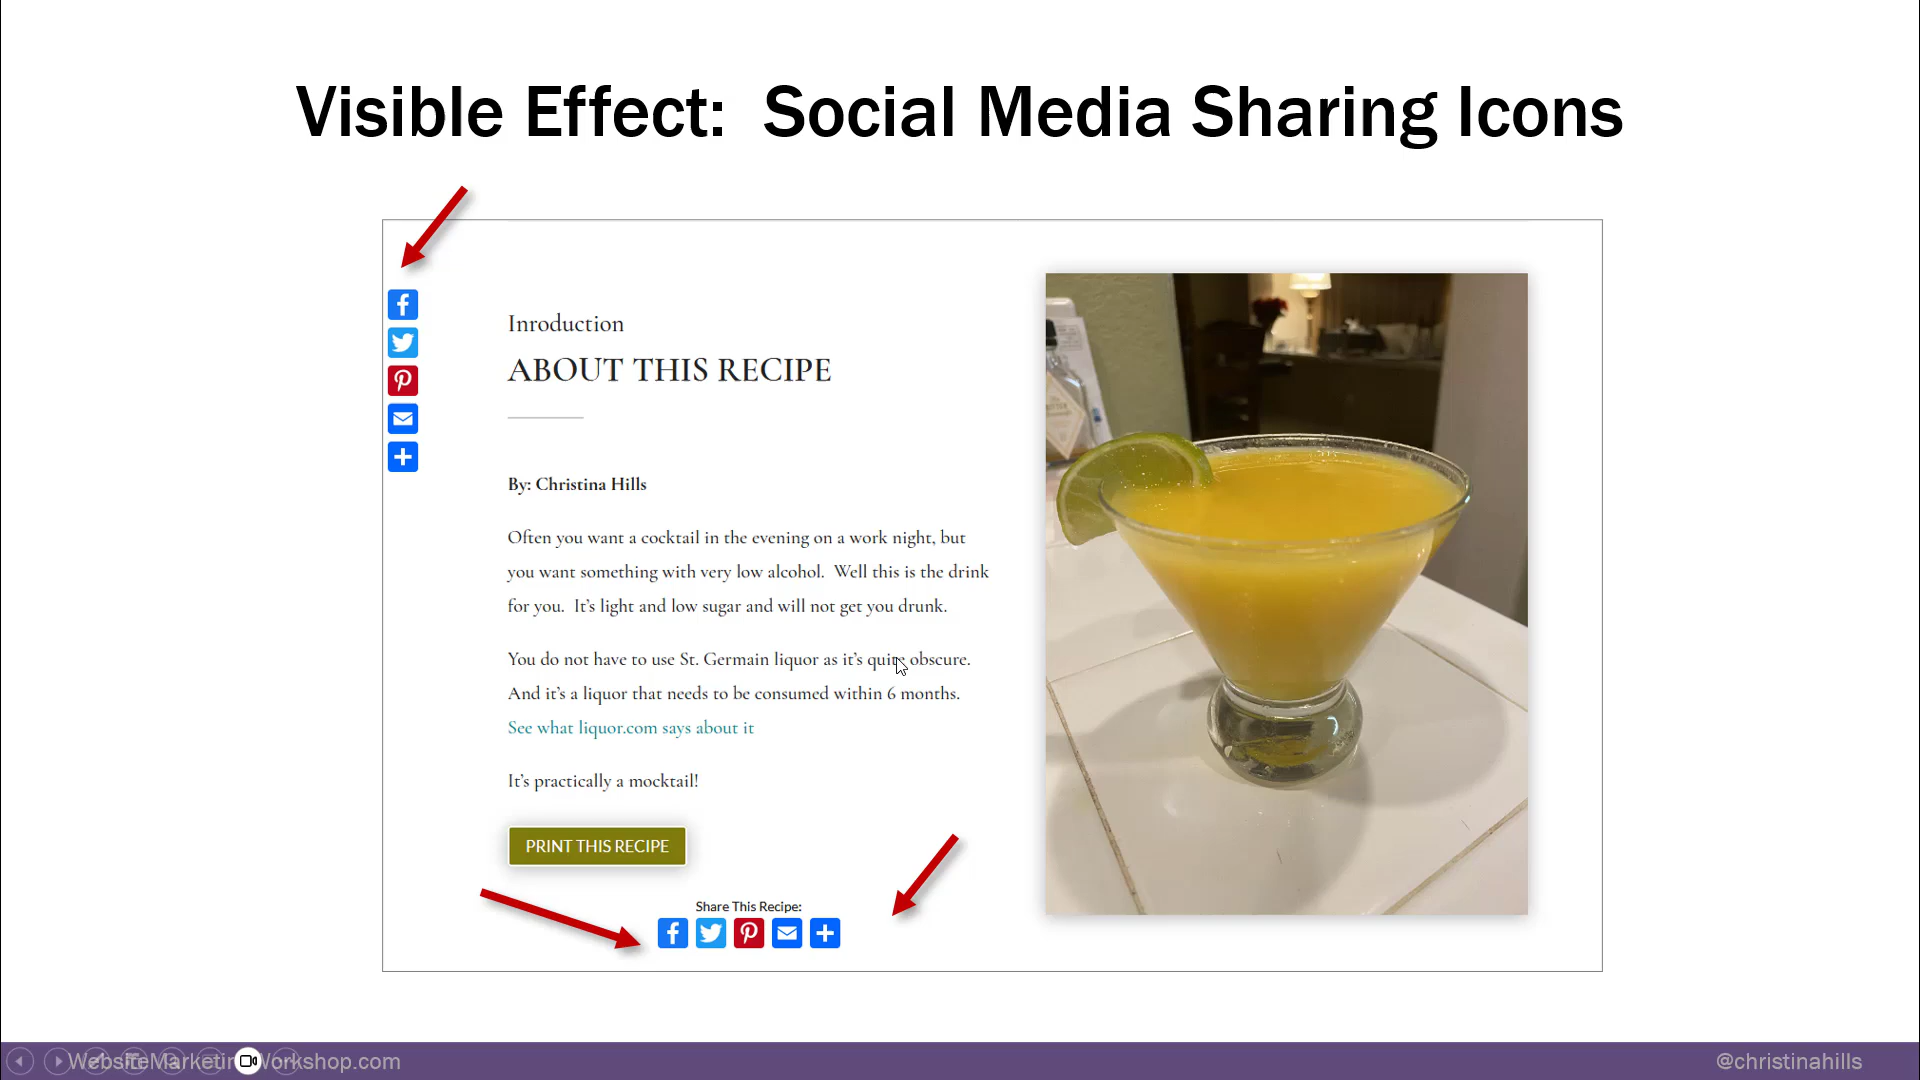 Visible Effect:  Social Media Sharing Icons
Inroduction
ABOUT THIS RECIPE
By: Christina Hills
Often you want a cocktail in the evening on a work night, but
you want something with very low alcohol.  Well this is the drink
for you.  It's light and low sugar and will not get you drunk.
You do not have to use St. Germain liquor as it's quite obscure.
And it's a liquor that needs to be consumed within 6 months.
See what liquor.com says about it
It's practically a mocktail!
PRINT THIS RECIPE
Share This Recipe:
WebsiteMarketingWorkshop.com
@christinahills